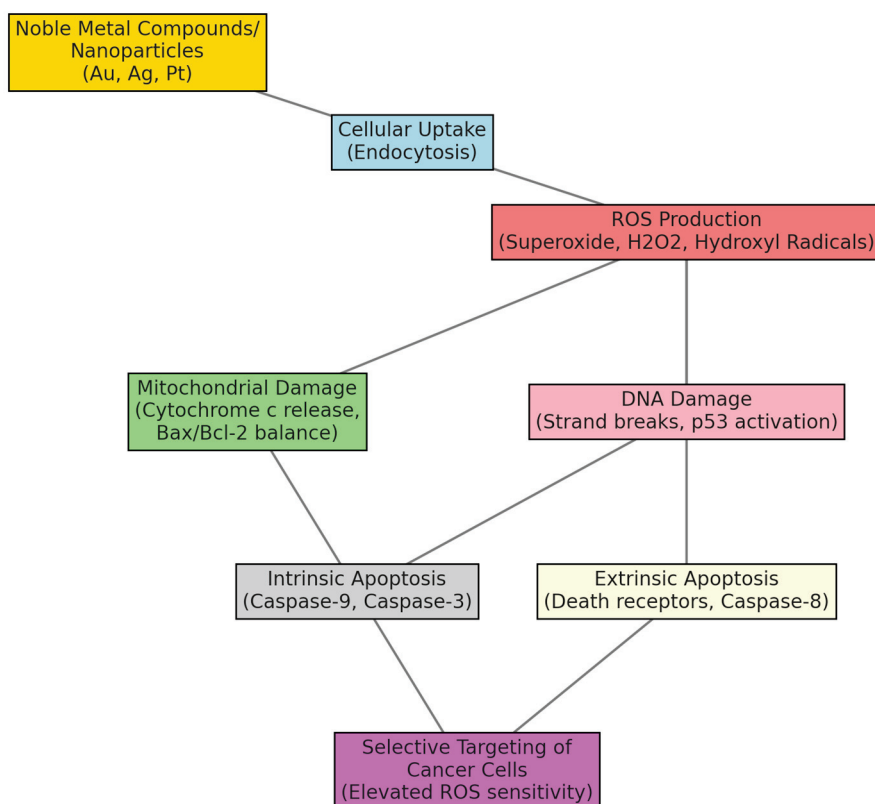 Noble Metal Compounds/
Nanoparticles
(Au, Ag, Pt)
Cellular Uptake
(Endocytosis)
ROS Production
(Superoxide, H2O2, Hydroxyl Radicals)
Mitochondrial Damage
(Cytochrome c release,
Bax/Bcl-2 balance)
DNA Damage
(Strand breaks, p53 activation)
Intrinsic Apoptosis
(Caspase-9, Caspase-3)
Extrinsic Apoptosis
(Death receptors, Caspase-8)
Selective Targeting of
Cancer Cells
(Elevated ROS sensitivity)